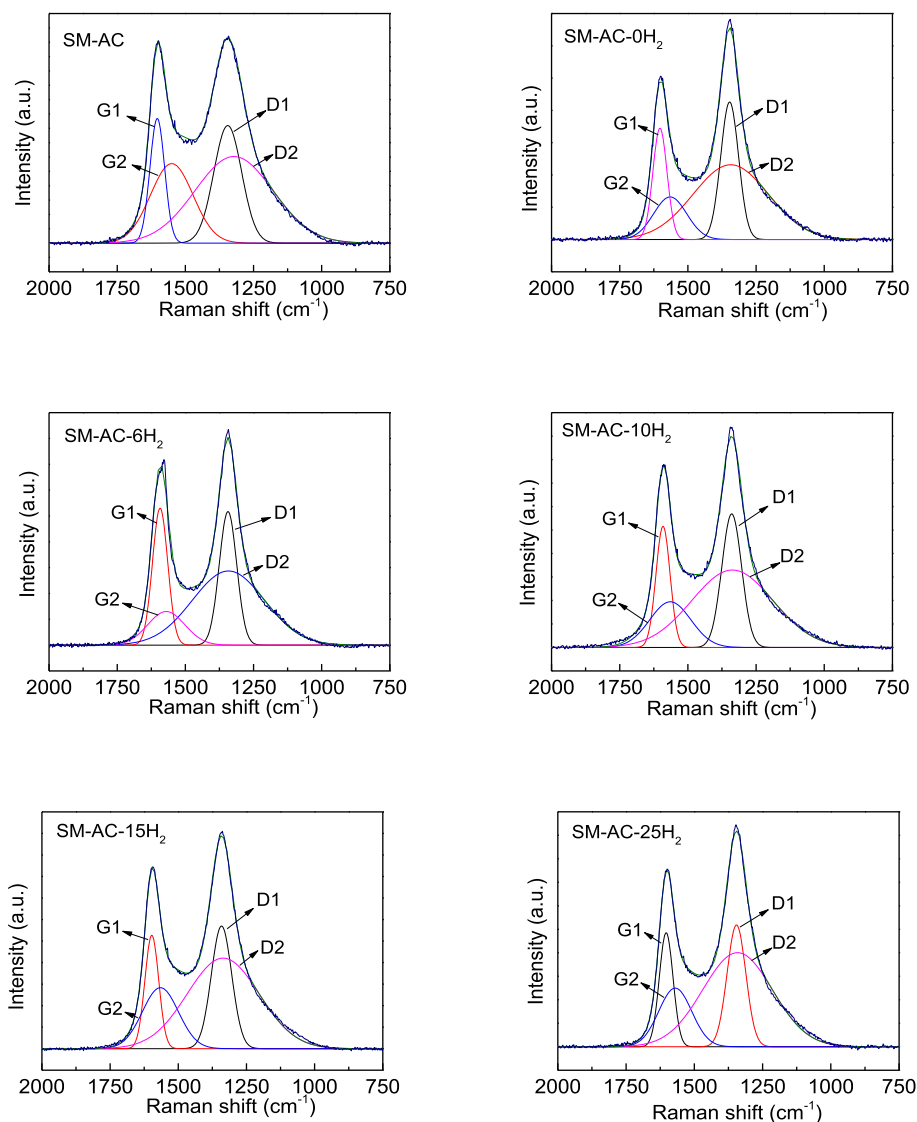 SM-AC
G1
D1
G2
D2
Intensity (a.u.)
2000 1750 1500 1250 1000 750
Raman shift (cm⁻¹)
SM-AC-0H₂
D1
G1
D2
G2
Intensity (a.u.)
2000 1750 1500 1250 1000 750
Raman shift (cm⁻¹)
SM-AC-6H₂
G1
D1
D2
G2
Intensity (a.u.)
2000 1750 1500 1250 1000 750
Raman shift (cm⁻¹)
SM-AC-10H₂
D1
G1
D2
G2
Intensity (a.u.)
2000 1750 1500 1250 1000 750
Raman shift (cm⁻¹)
SM-AC-15H₂
D1
G1
D2
G2
Intensity (a.u.)
2000 1750 1500 1250 1000 750
Raman shift (cm⁻¹)
SM-AC-25H₂
D1
G1
D2
G2
Intensity (a.u.)
2000 1750 1500 1250 1000 750
Raman shift (cm⁻¹)